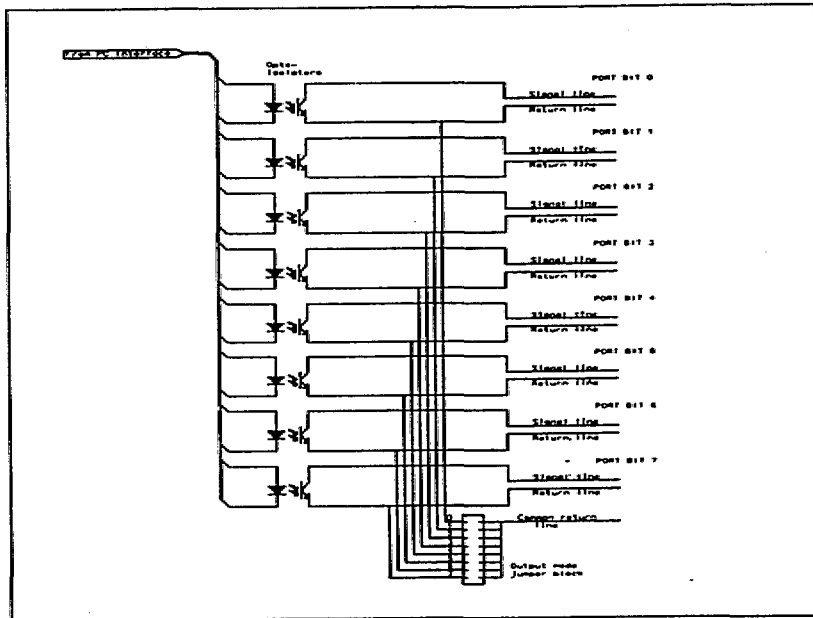 From PC Interface
Opto-
isolators
PORT BIT 0
Signal line
Return line
PORT BIT 1
Signal line
Return line
PORT BIT 2
Signal line
Return line
PORT BIT 3
Signal line
Return line
PORT BIT 4
Signal line
Return line
PORT BIT 5
Signal line
Return line
PORT BIT 6
Signal line
Return line
PORT BIT 7
Signal line
Return line
Common return
line
Output mode
jumper block